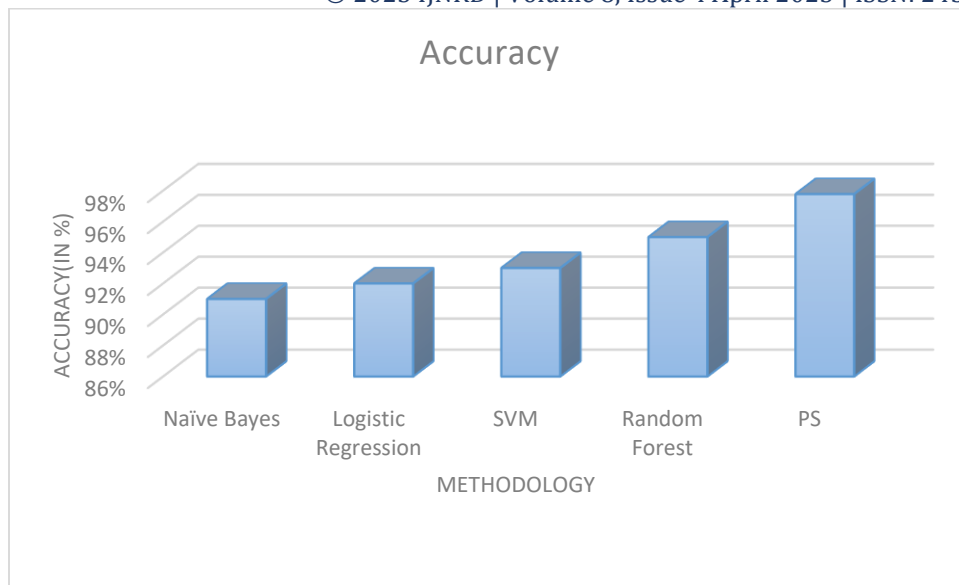 Accuracy
98%
96%
94%
92%
90%
88%
86%
ACCURACY(IN %)
Naïve Bayes
Logistic
Regression
SVM
Random
Forest
PS
METHODOLOGY